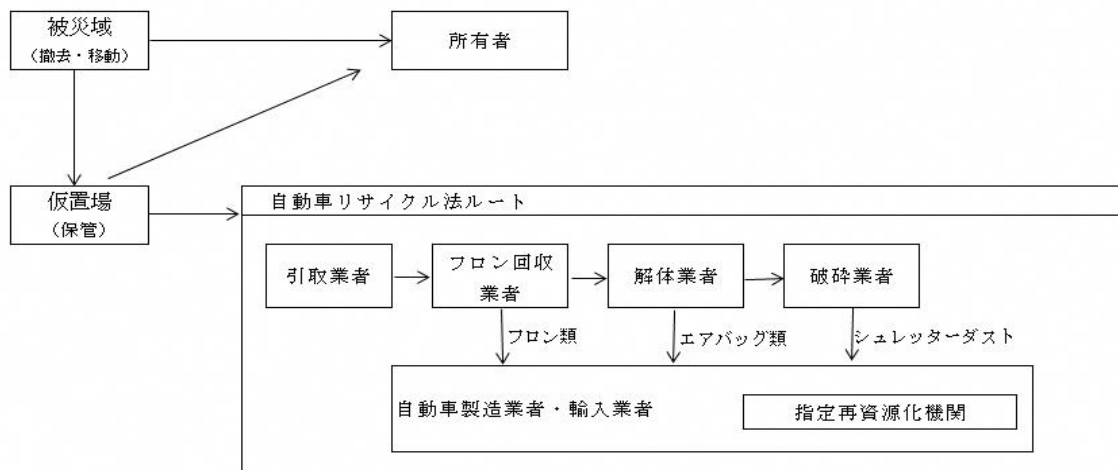 被災域
（撤去・移動）
所有者
仮置場
（保管）
自動車リサイクル法ルート
引取業者
フロン回収
業者
解体業者
破砕業者
フロン類
エアバッグ類
シュレッターダスト
自動車製造業者・輸入業者
指定再資源化機関